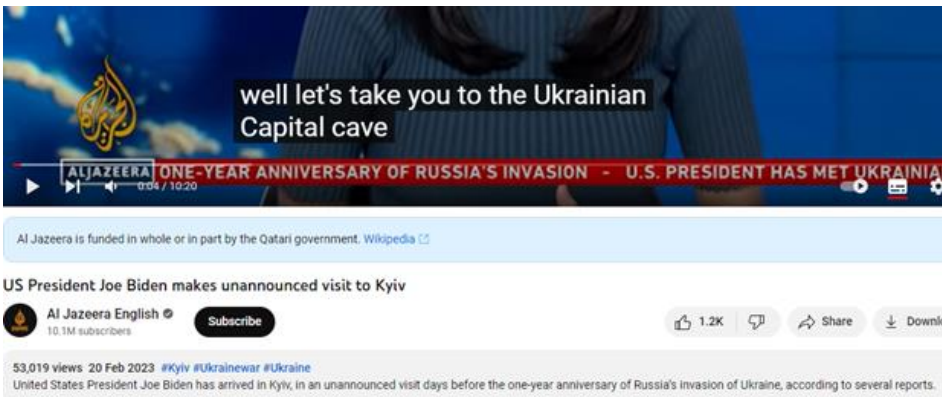 well let's take you to the Ukrainian
Capital cave
الجزيرة
ALJAZEERA ONE-YEAR ANNIVERSARY OF RUSSIA'S INVASION - U.S. PRESIDENT HAS MET UKRAINIA
0:04 / 10:20
Al Jazeera is funded in whole or in part by the Qatari government. Wikipedia
US President Joe Biden makes unannounced visit to Kyiv
Al Jazeera English
10.1M subscribers
Subscribe
1.2K
Share
Downl
53,019 views 20 Feb 2023 #Kyiv #Ukrainewar #Ukraine
United States President Joe Biden has arrived in Kyiv, in an unannounced visit days before the one-year anniversary of Russia's invasion of Ukraine, according to several reports.